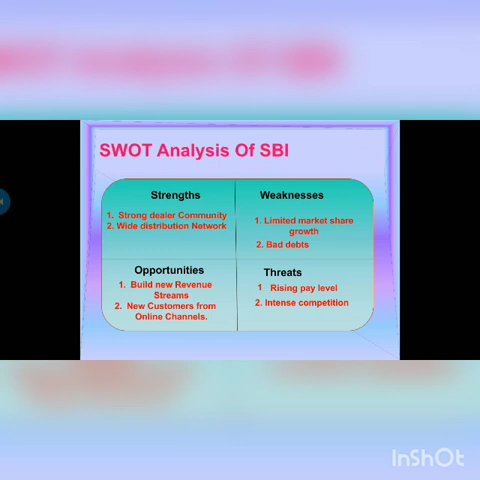 SWOT Analysis Of SBI
Strengths
1. Strong dealer Community
2. Wide distribution Network
Weaknesses
1. Limited market share
growth
2. Bad debts
Opportunities
1. Build new Revenue
Streams
2. New Customers from
Online Channels.
Threats
1 Rising pay level
2. Intense competition
InShOt